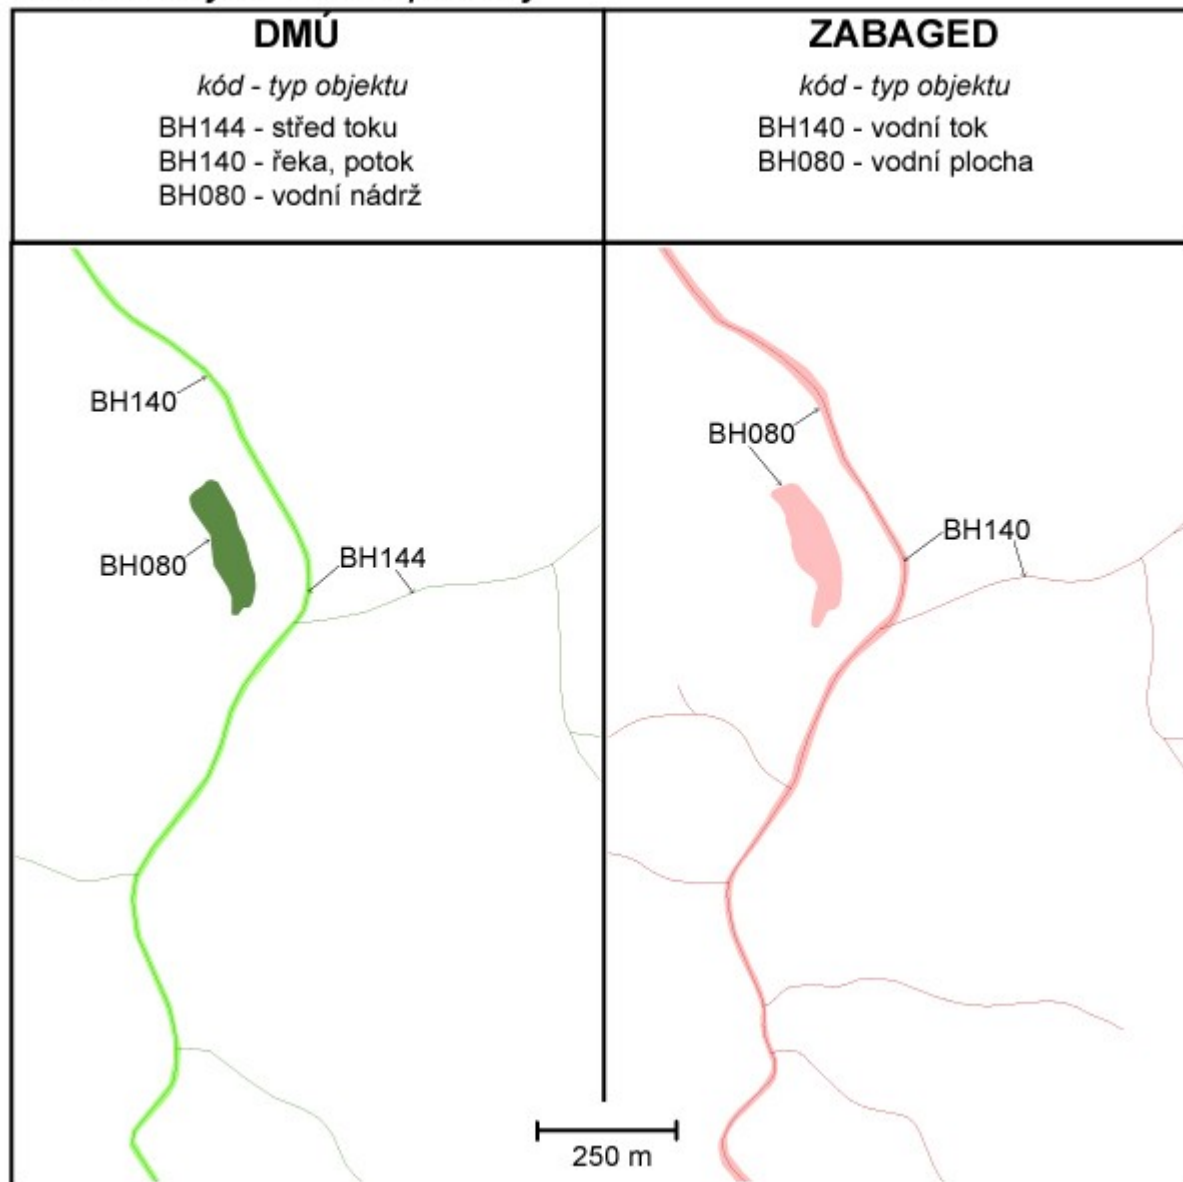 DMÚ
kód - typ objektu
BH144 - střed toku
BH140 - řeka, potok
BH080 - vodní nádrž
ZABAGED
kód - typ objektu
BH140 - vodní tok
BH080 - vodní plocha
BH140
BH080
BH144
BH080
BH140
250 m